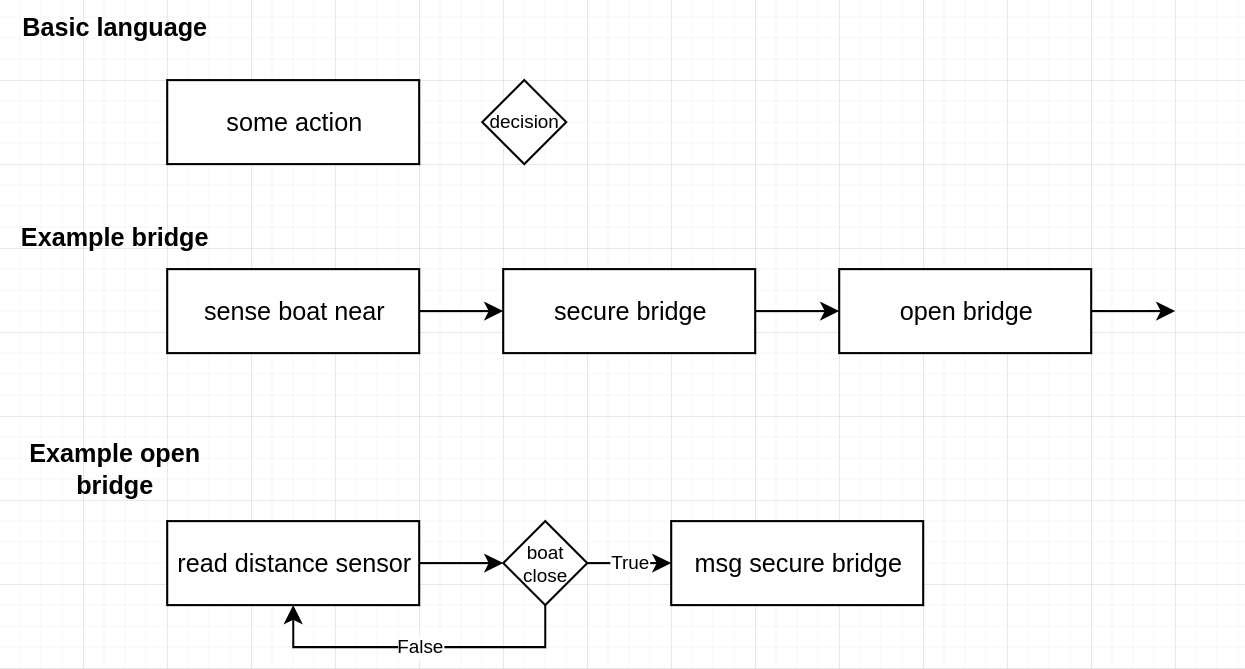 Basic language
some action
decision
Example bridge
sense boat near
secure bridge
open bridge
Example open
bridge
read distance sensor
boat
close
True
msg secure bridge
False